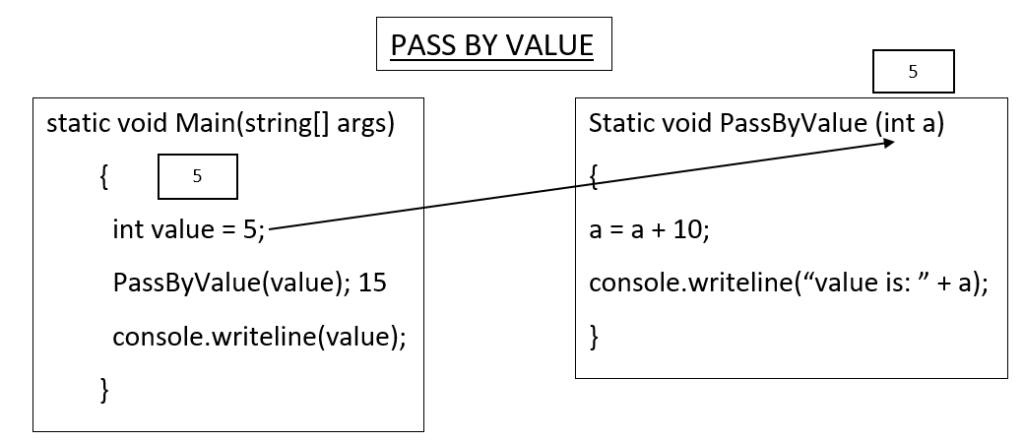 PASS BY VALUE
static void Main(string[] args)
{
5
int value = 5;
PassByValue(value); 15
console.writeline(value);
}
5
Static void PassByValue (int a)
{
a = a + 10;
console.writeline(“value is: ” + a);
}